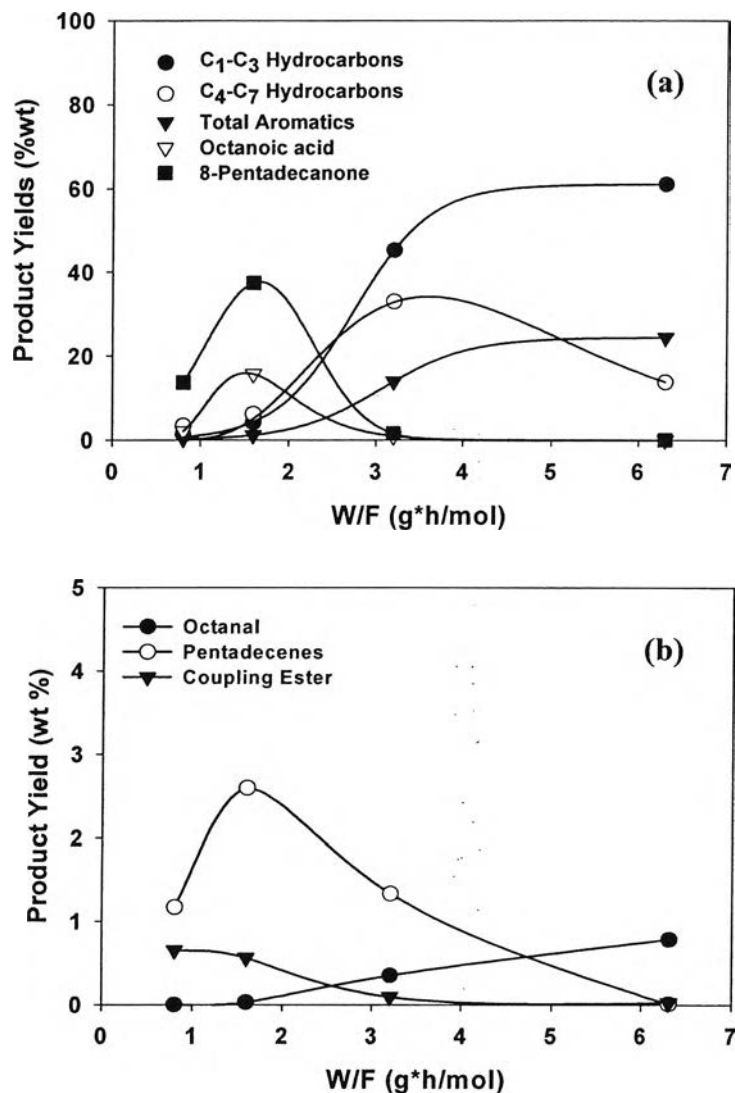 100
80
60
40
20
0
Product Yields (%wt)
C1-C3 Hydrocarbons
C4-C7 Hydrocarbons
Total Aromatics
Octanoic acid
8-Pentadecanone
(a)
0 1 2 3 4 5 6 7
W/F (g*h/mol)
5
4
3
2
1
0
Product Yield (wt %)
Octanal
Pentadecenes
Coupling Ester
(b)
0 1 2 3 4 5 6 7
W/F (g*h/mol)